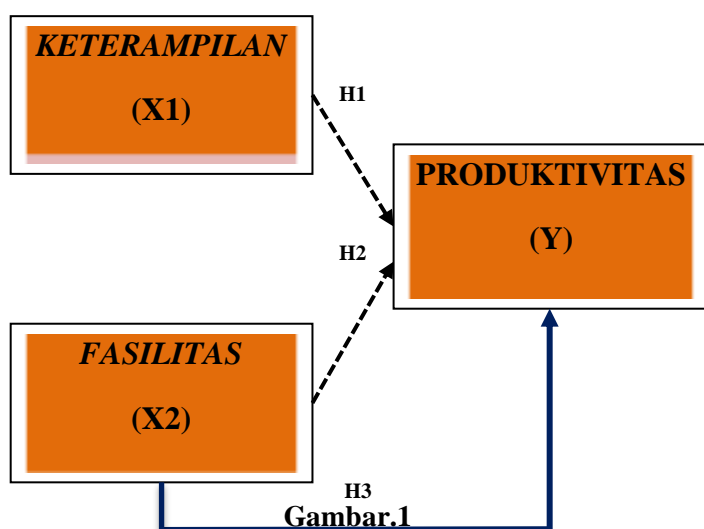 KETERAMPILAN
(X1)
H1
PRODUKTIVITAS
(Y)
H2
FASILITAS
(X2)
H3
Gambar.1